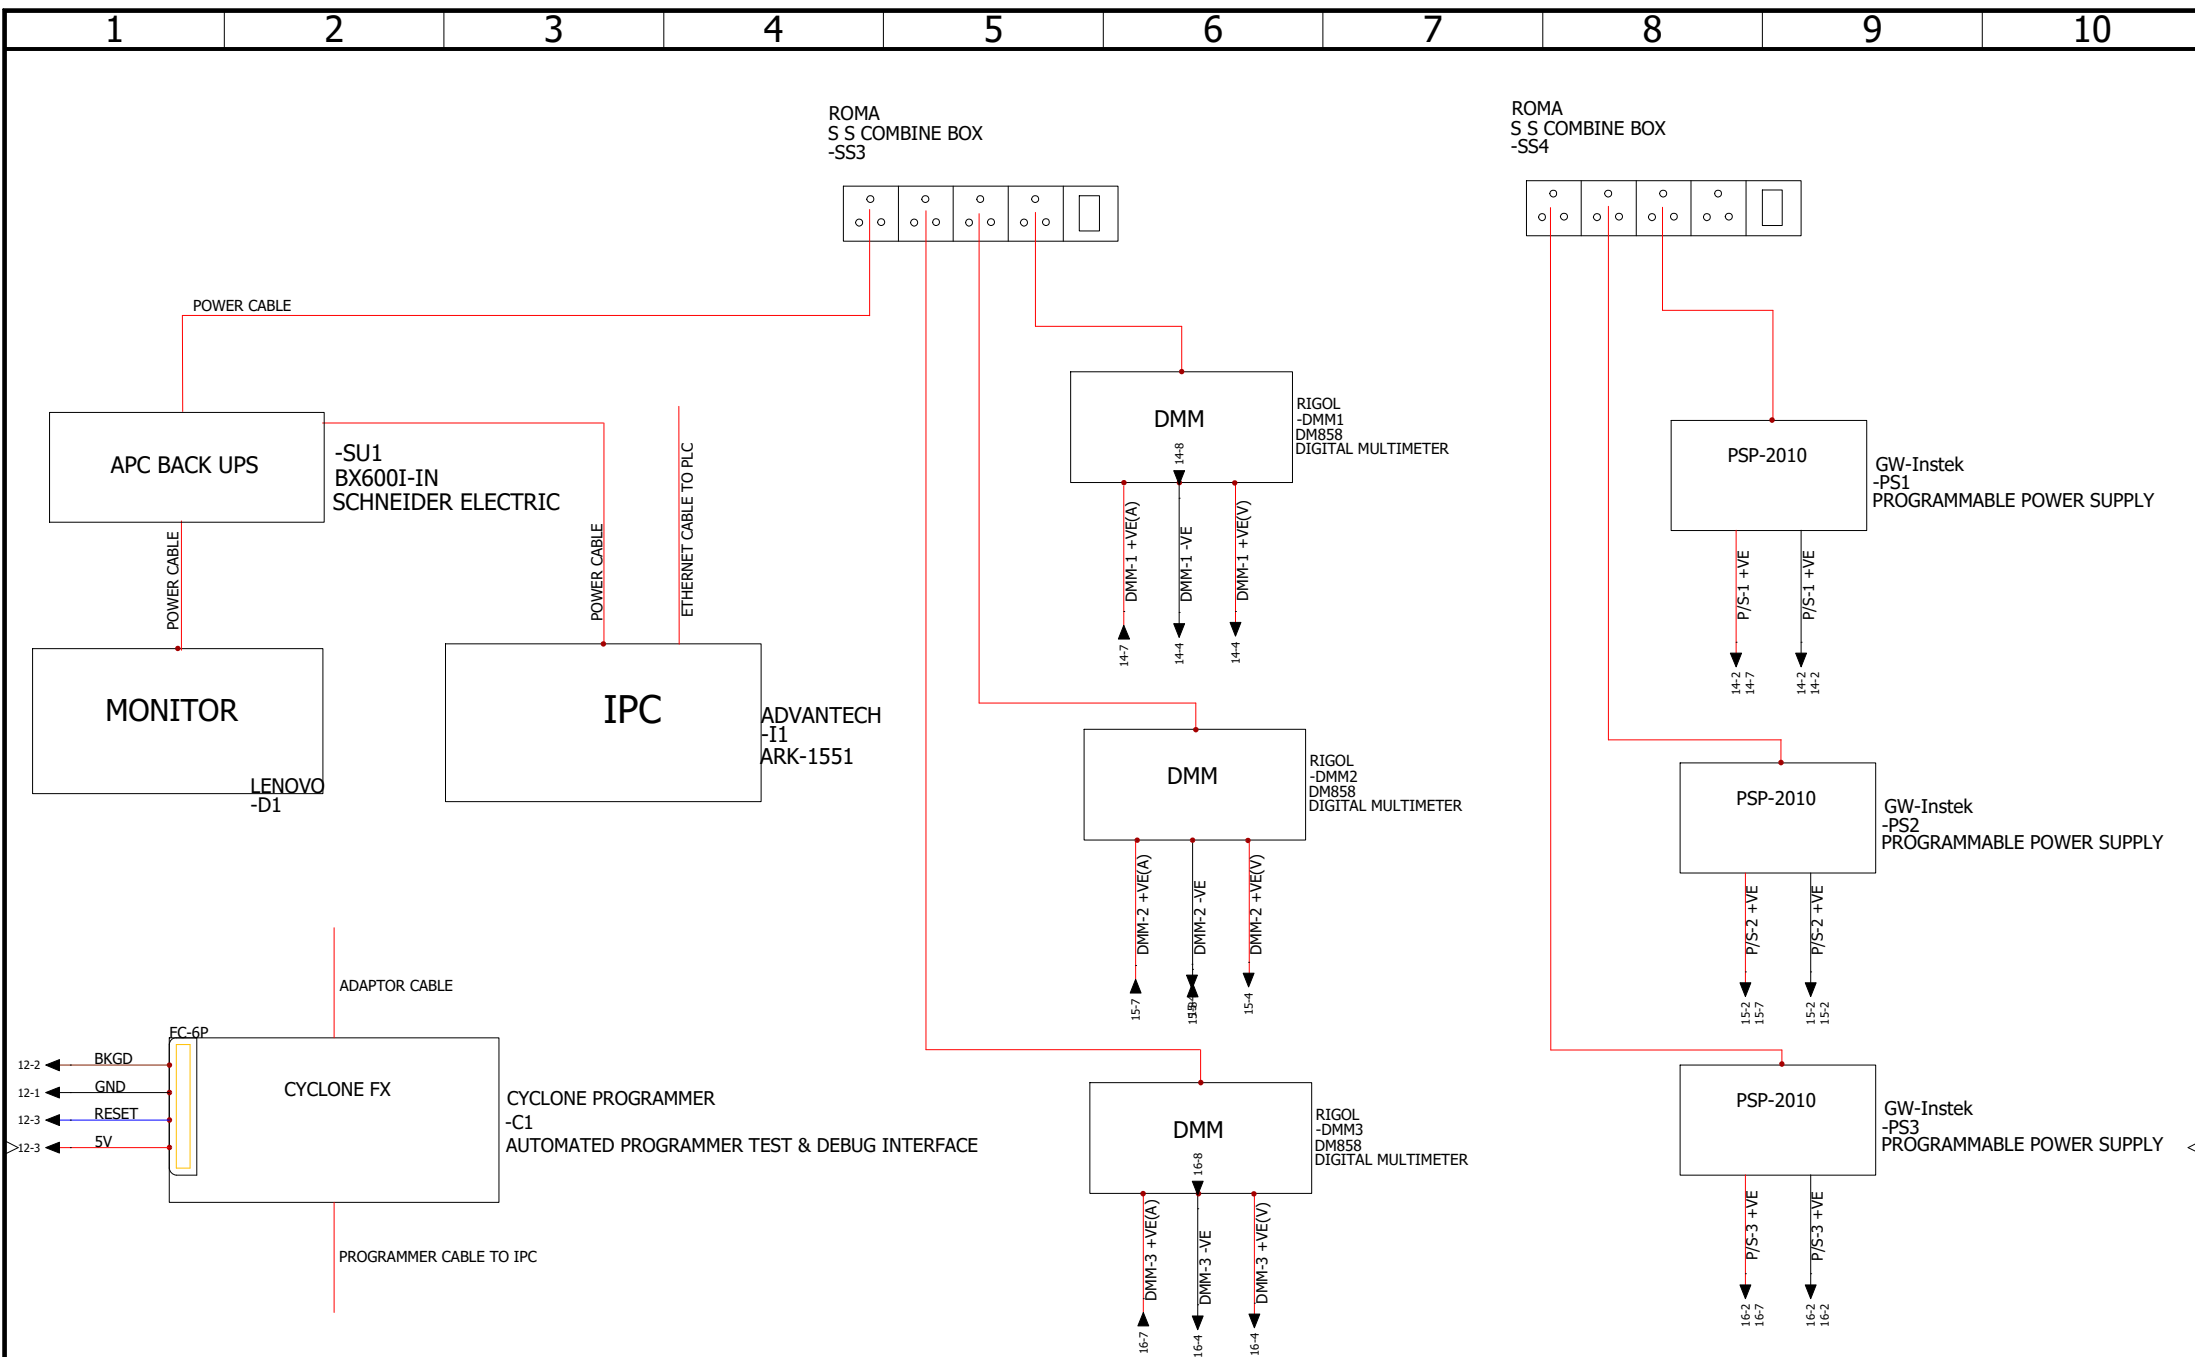 1 2 3 4 5 6 7 8 9 10
ROMA
S S COMBINE BOX
-SS3
ROMA
S S COMBINE BOX
-SS4
POWER CABLE
APC BACK UPS
-SU1
BX600I-IN
SCHNEIDER ELECTRIC
POWER CABLE
POWER CABLE
ETHERNET CABLE TO PLC
MONITOR
LENOVO
-D1
IPC
ADVANTECH
-I1
ARK-1551
DMM
14-8
RIGOL
-DMM1
DM858
DIGITAL MULTIMETER
DMM-1 +VE(A)
DMM-1 -VE
DMM-1 +VE(V)
14-7
14-4
14-4
DMM
RIGOL
-DMM2
DM858
DIGITAL MULTIMETER
DMM-2 +VE(A)
DMM-2 -VE
DMM-2 +VE(V)
15-7
15-4
DMM
16-8
RIGOL
-DMM3
DM858
DIGITAL MULTIMETER
DMM-3 +VE(A)
DMM-3 -VE
DMM-3 +VE(V)
16-7
16-4
16-4
PSP-2010
GW-Instek
-PS1
PROGRAMMABLE POWER SUPPLY
P/S-1 +VE
P/S-1 +VE
14-2
14-7
14-2
14-2
PSP-2010
GW-Instek
-PS2
PROGRAMMABLE POWER SUPPLY
P/S-2 +VE
P/S-2 +VE
15-2
15-7
15-2
15-2
PSP-2010
GW-Instek
-PS3
PROGRAMMABLE POWER SUPPLY
P/S-3 +VE
P/S-3 +VE
16-2
16-7
16-2
16-2
ADAPTOR CABLE
FC-6P
12-2 BKGD
12-1 GND
12-3 RESET
12-3 5V
CYCLONE FX
CYCLONE PROGRAMMER
-C1
AUTOMATED PROGRAMMER TEST & DEBUG INTERFACE
PROGRAMMER CABLE TO IPC